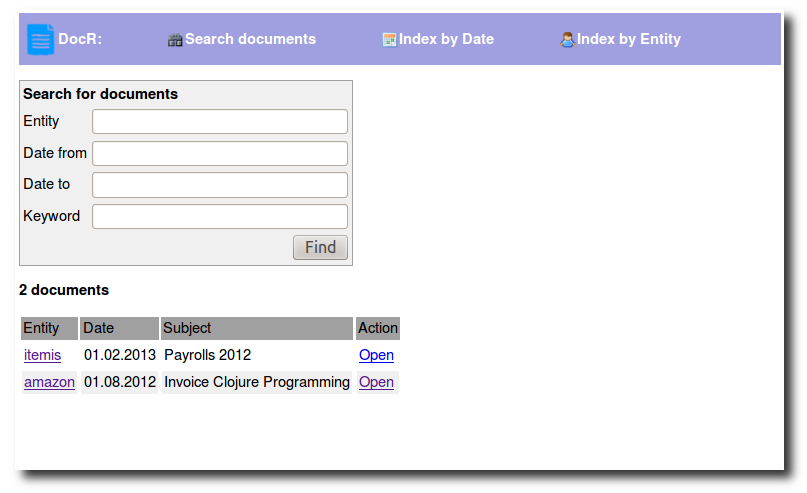 DocR: Search documents Index by Date Index by Entity
Search for documents
Entity
Date from
Date to
Keyword
Find
2 documents
Entity Date Subject Action
itemis 01.02.2013 Payrolls 2012 Open
amazon 01.08.2012 Invoice Clojure Programming Open